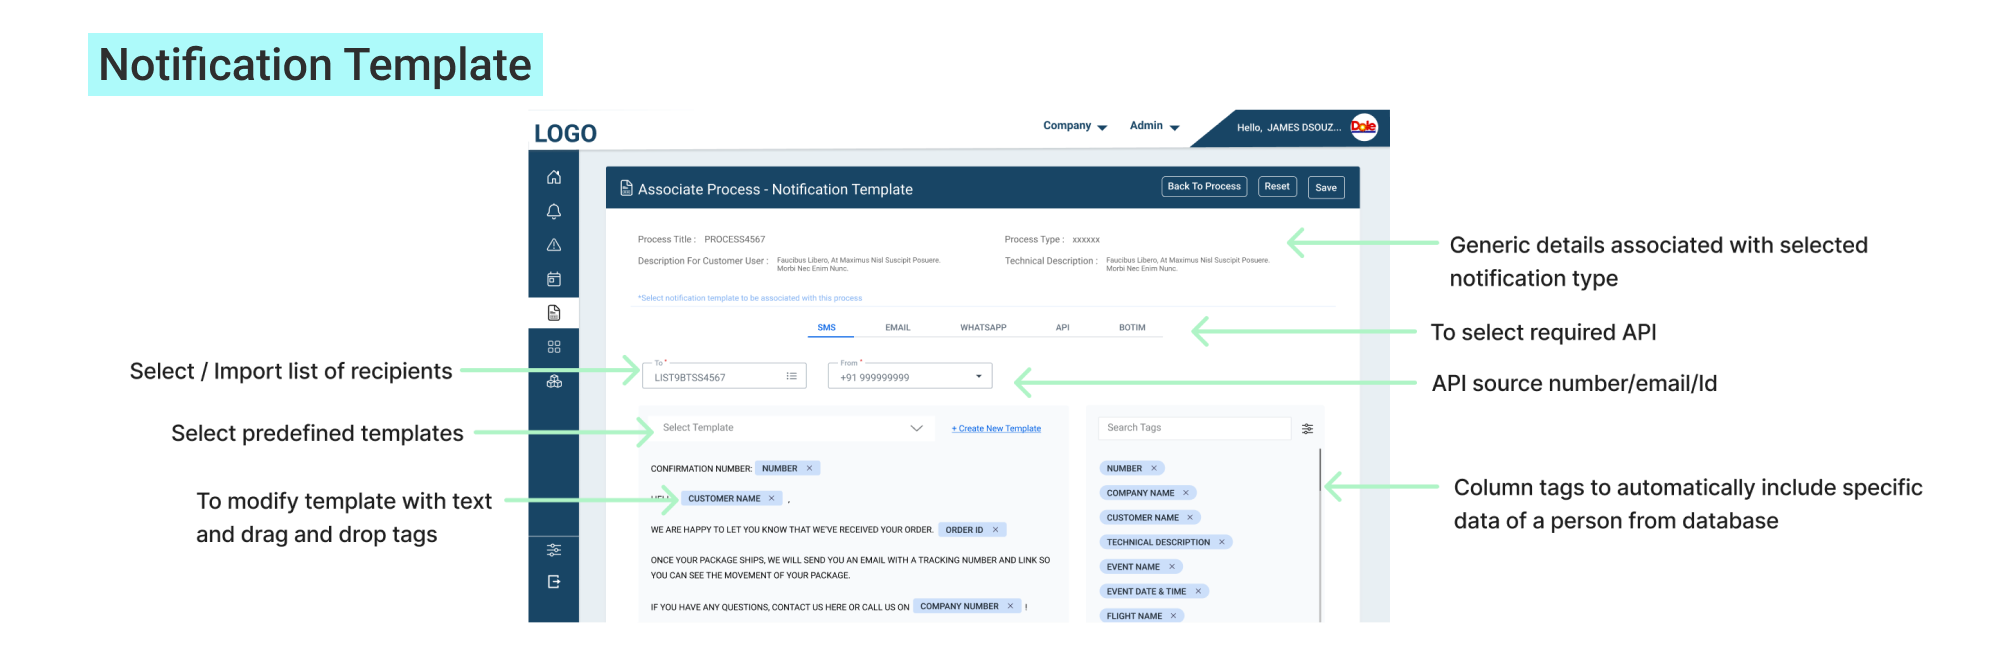 Notification Template
LOGO
Company
Admin
Hello, JAMES DSOUZ...
Dole
Associate Process - Notification Template
Back To Process
Reset
Save
Process Title : PROCESS4567
Process Type : xxxxxx
Description For Customer User : Faucibus Libero, At Maximus Nisl Suscipit Posuere.
Morbi Nec Enim Nunc.
Technical Description : Faucibus Libero, At Maximus Nisl Suscipit Posuere.
Morbi Nec Enim Nunc.
*Select notification template to be associated with this process
Generic details associated with selected
notification type
SMS
EMAIL
WHATSAPP
API
BOTIM
To select required API
Select / Import list of recipients
To *
LIST9BTSS4567
From *
+91 999999999
API source number/email/Id
Select predefined templates
Select Template
+ Create New Template
Search Tags
CONFIRMATION NUMBER: NUMBER ×
To modify template with text
and drag and drop tags
CUSTOMER NAME × ,
WE ARE HAPPY TO LET YOU KNOW THAT WE'VE RECEIVED YOUR ORDER. ORDER ID ×
ONCE YOUR PACKAGE SHIPS, WE WILL SEND YOU AN EMAIL WITH A TRACKING NUMBER AND LINK SO
YOU CAN SEE THE MOVEMENT OF YOUR PACKAGE.
IF YOU HAVE ANY QUESTIONS, CONTACT US HERE OR CALL US ON COMPANY NUMBER × !
NUMBER ×
COMPANY NAME ×
CUSTOMER NAME ×
TECHNICAL DESCRIPTION ×
EVENT NAME ×
EVENT DATE & TIME ×
FLIGHT NAME ×
Column tags to automatically include specific
data of a person from database